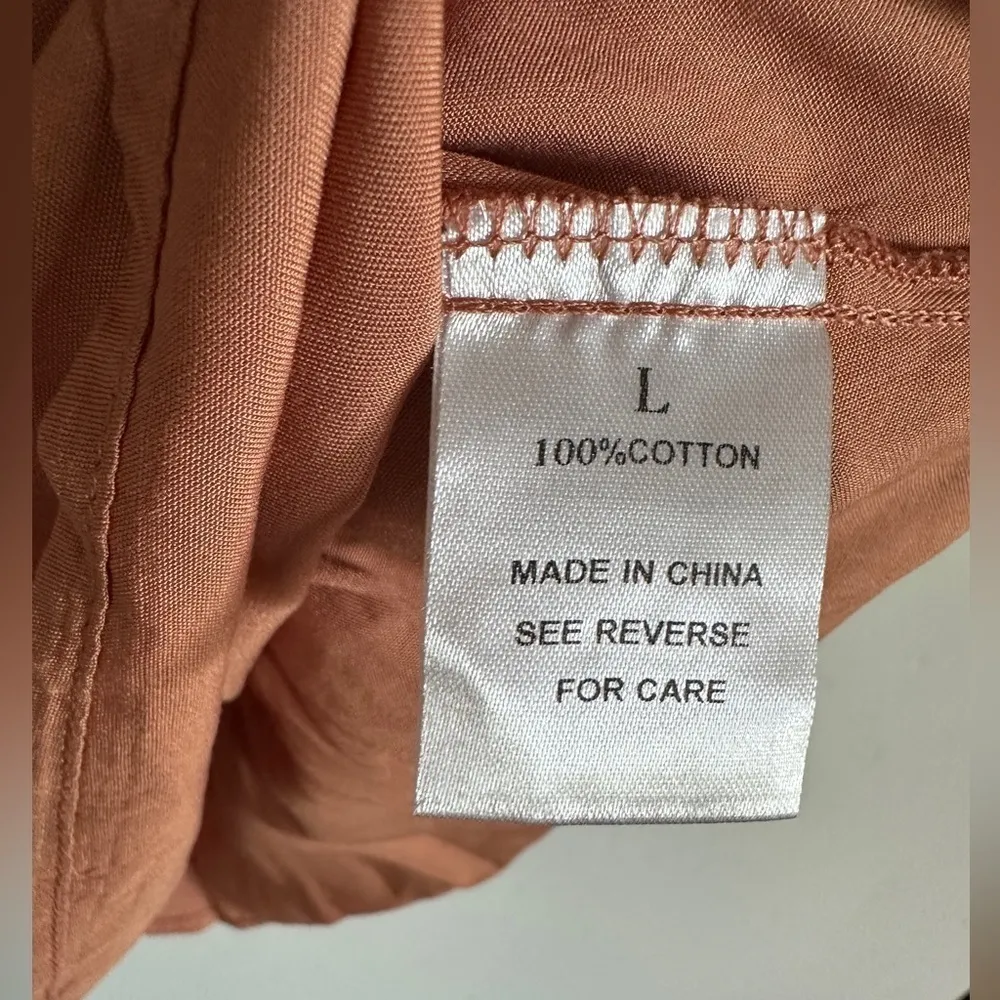 L
100%COTTON
MADE IN CHINA
SEE REVERSE
FOR CARE